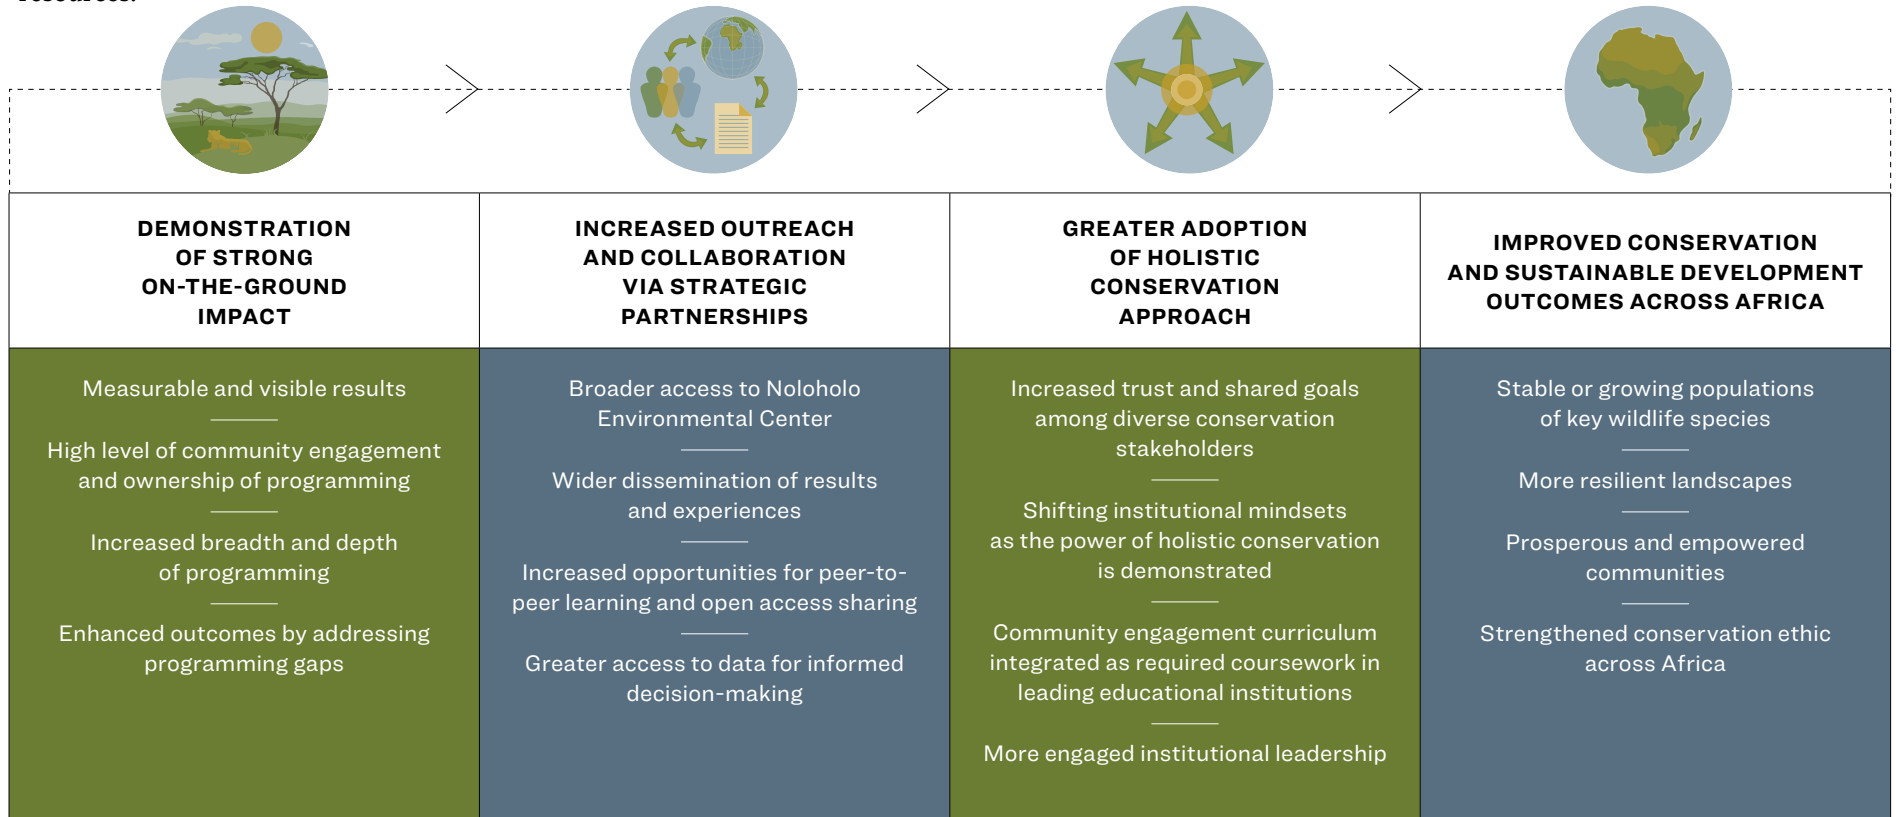 resources.
DEMONSTRATION
OF STRONG
ON-THE-GROUND
IMPACT
INCREASED OUTREACH
AND COLLABORATION
VIA STRATEGIC
PARTNERSHIPS
GREATER ADOPTION
OF HOLISTIC
CONSERVATION
APPROACH
IMPROVED CONSERVATION
AND SUSTAINABLE DEVELOPMENT
OUTCOMES ACROSS AFRICA
Measurable and visible results
High level of community engagement
and ownership of programming
Increased breadth and depth
of programming
Enhanced outcomes by addressing
programming gaps
Broader access to Noloholo
Environmental Center
Wider dissemination of results
and experiences
Increased opportunities for peer-to-
peer learning and open access sharing
Greater access to data for informed
decision-making
Increased trust and shared goals
among diverse conservation
stakeholders
Shifting institutional mindsets
as the power of holistic conservation
is demonstrated
Community engagement curriculum
integrated as required coursework in
leading educational institutions
More engaged institutional leadership
Stable or growing populations
of key wildlife species
More resilient landscapes
Prosperous and empowered
communities
Strengthened conservation ethic
across Africa